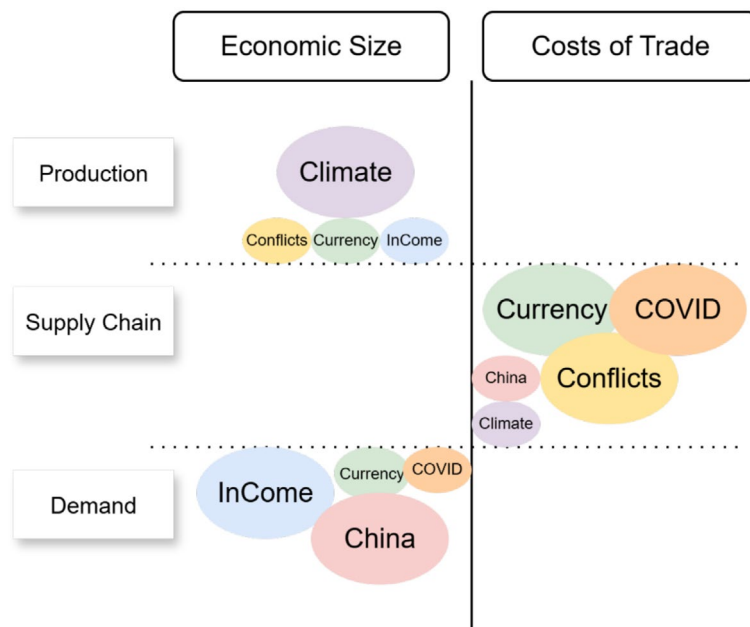 Economic Size
Costs of Trade
Production
Climate
Conflicts
Currency
InCome
Supply Chain
Currency
COVID
China
Conflicts
Climate
Demand
InCome
Currency
COVID
China